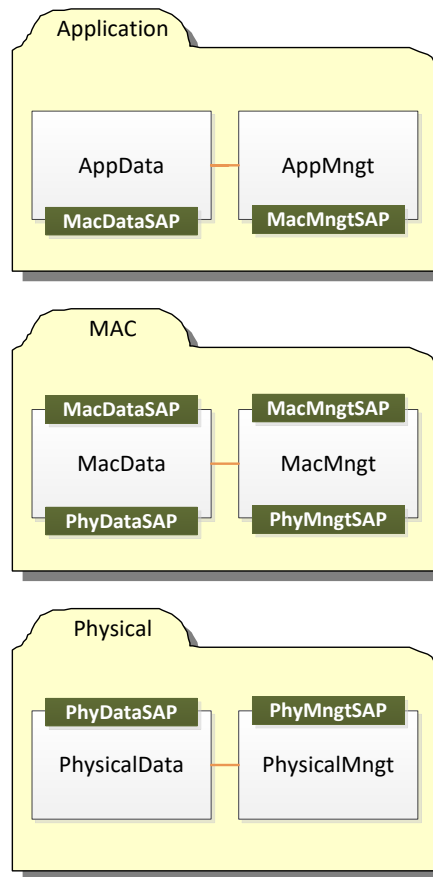 Application
AppData
AppMngt
MacDataSAP
MacMngtSAP
MAC
MacDataSAP
MacMngtSAP
MacData
MacMngt
PhyDataSAP
PhyMngtSAP
Physical
PhyDataSAP
PhyMngtSAP
PhysicalData
PhysicalMngt